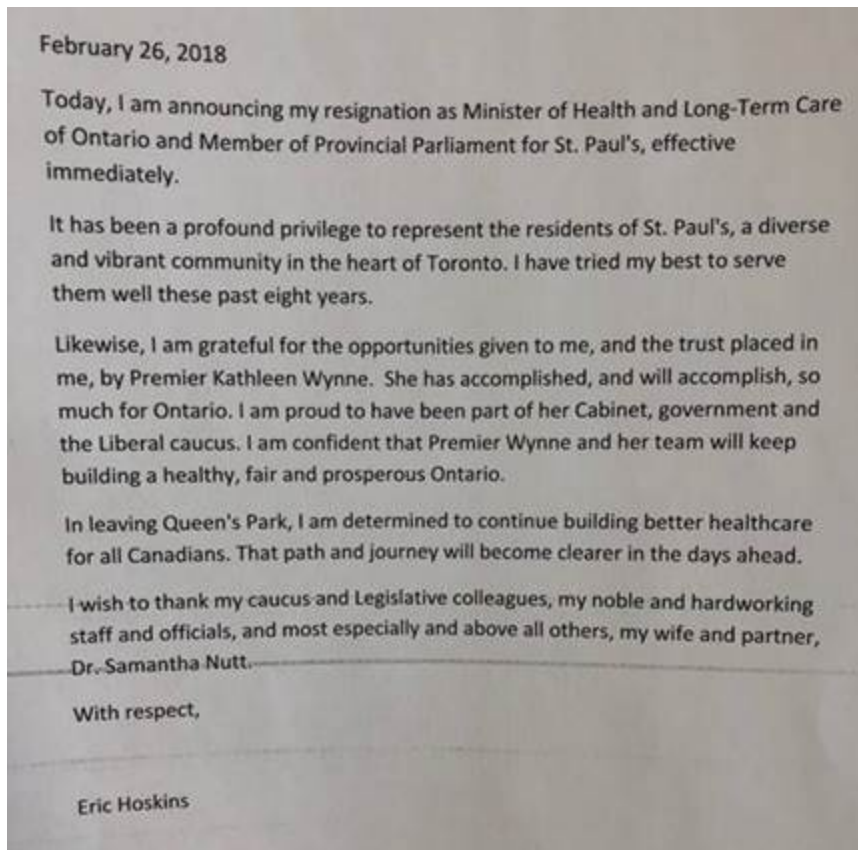 February 26, 2018
Today, I am announcing my resignation as Minister of Health and Long-Term Care
of Ontario and Member of Provincial Parliament for St. Paul's, effective
immediately.
It has been a profound privilege to represent the residents of St. Paul's, a diverse
and vibrant community in the heart of Toronto. I have tried my best to serve
them well these past eight years.
Likewise, I am grateful for the opportunities given to me, and the trust placed in
me, by Premier Kathleen Wynne.  She has accomplished, and will accomplish, so
much for Ontario. I am proud to have been part of her Cabinet, government and
the Liberal caucus. I am confident that Premier Wynne and her team will keep
building a healthy, fair and prosperous Ontario.
In leaving Queen's Park, I am determined to continue building better healthcare
for all Canadians. That path and journey will become clearer in the days ahead.
I wish to thank my caucus and Legislative colleagues, my noble and hardworking
staff and officials, and most especially and above all others, my wife and partner,
Dr. Samantha Nutt.
With respect,
Eric Hoskins